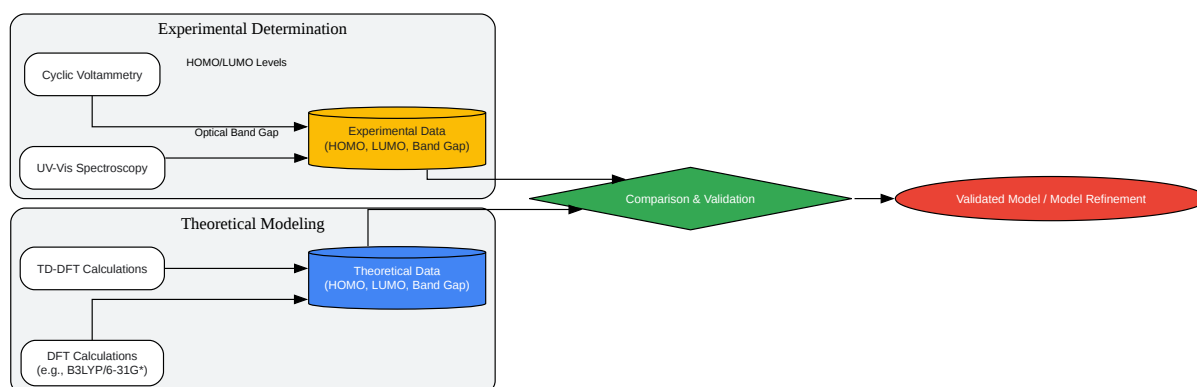 Experimental Determination
Cyclic Voltammetry
HOMO/LUMO Levels
Optical Band Gap
UV-Vis Spectroscopy
Experimental Data
(HOMO, LUMO, Band Gap)
Comparison & Validation
Validated Model / Model Refinement
Theoretical Modeling
TD-DFT Calculations
Theoretical Data
(HOMO, LUMO, Band Gap)
DFT Calculations
(e.g., B3LYP/6-31G*)